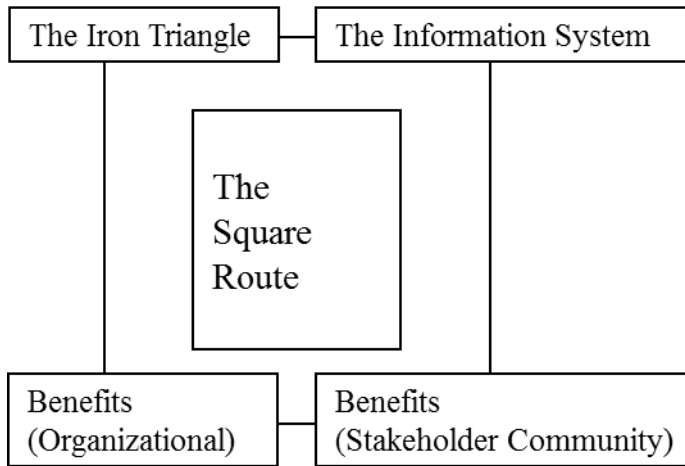 The Iron Triangle
The Information System
The
Square
Route
Benefits
(Organizational)
Benefits
(Stakeholder Community)